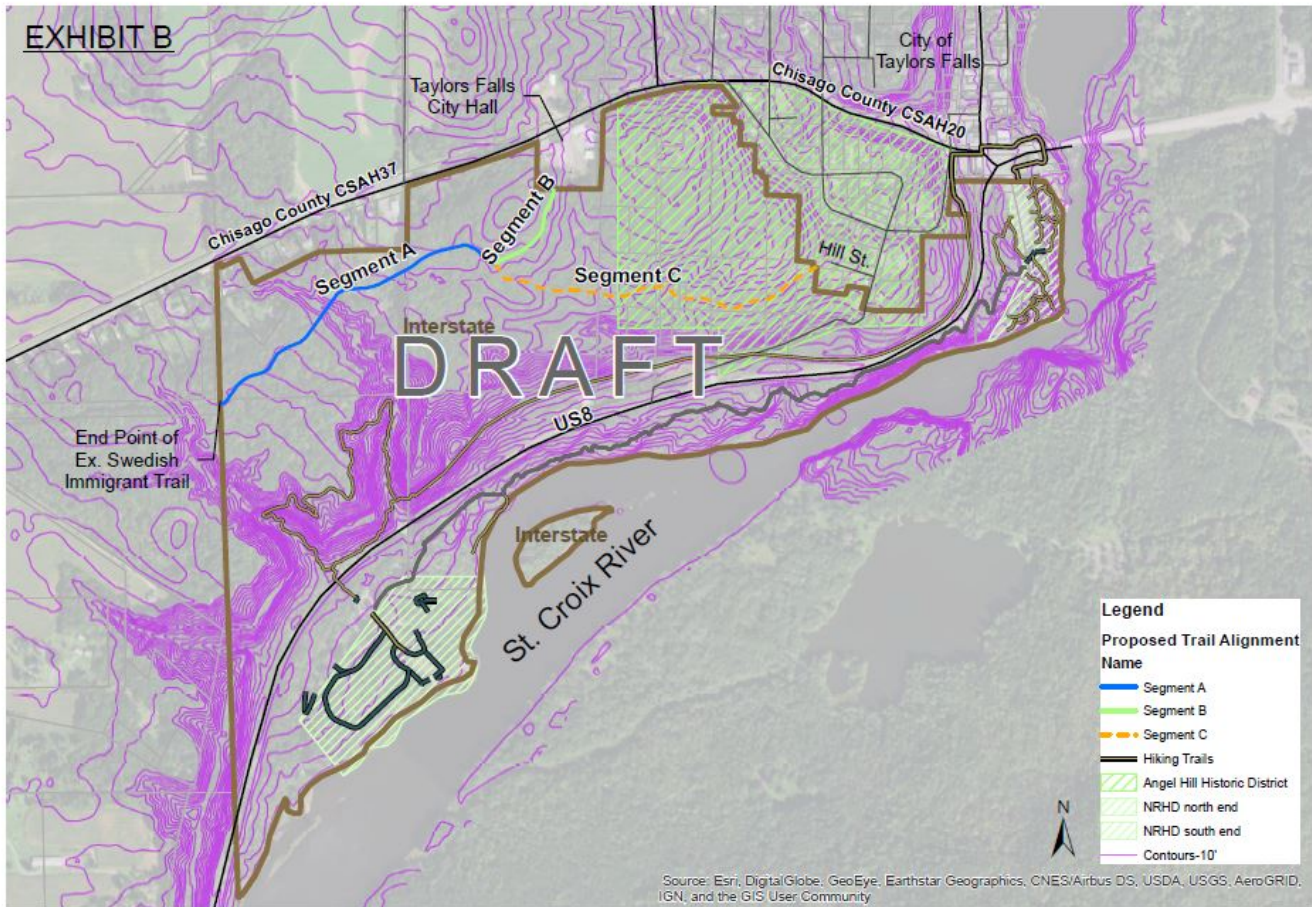 EXHIBIT B
City of
Taylors Falls
Taylors Falls
City Hall
Chisago County CSAH20
Chisago County CSAH37
Segment B
Segment A
Segment C
Hill St.
Interstate
DRAFT
US8
End Point of
Ex. Swedish
Immigrant Trail
Interstate
St. Croix River
Legend
Proposed Trail Alignment
Name
Segment A
Segment B
Segment C
Hiking Trails
Angel Hill Historic District
NRHD north end
NRHD south end
Contours-10'
N
Source: Esri, DigitalGlobe, GeoEye, Earthstar Geographics, CNES/Airbus DS, USDA, USGS, AeroGRID,
IGN, and the GIS User Community